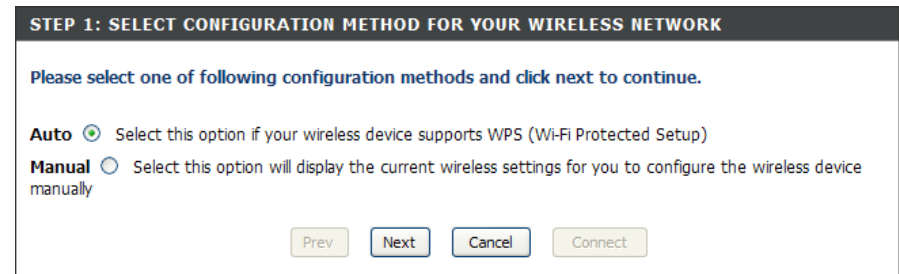 STEP 1: SELECT CONFIGURATION METHOD FOR YOUR WIRELESS NETWORK
Please select one of following configuration methods and click next to continue.
Auto Select this option if your wireless device supports WPS (Wi-Fi Protected Setup)
Manual Select this option will display the current wireless settings for you to configure the wireless device
manually
Prev Next Cancel Connect